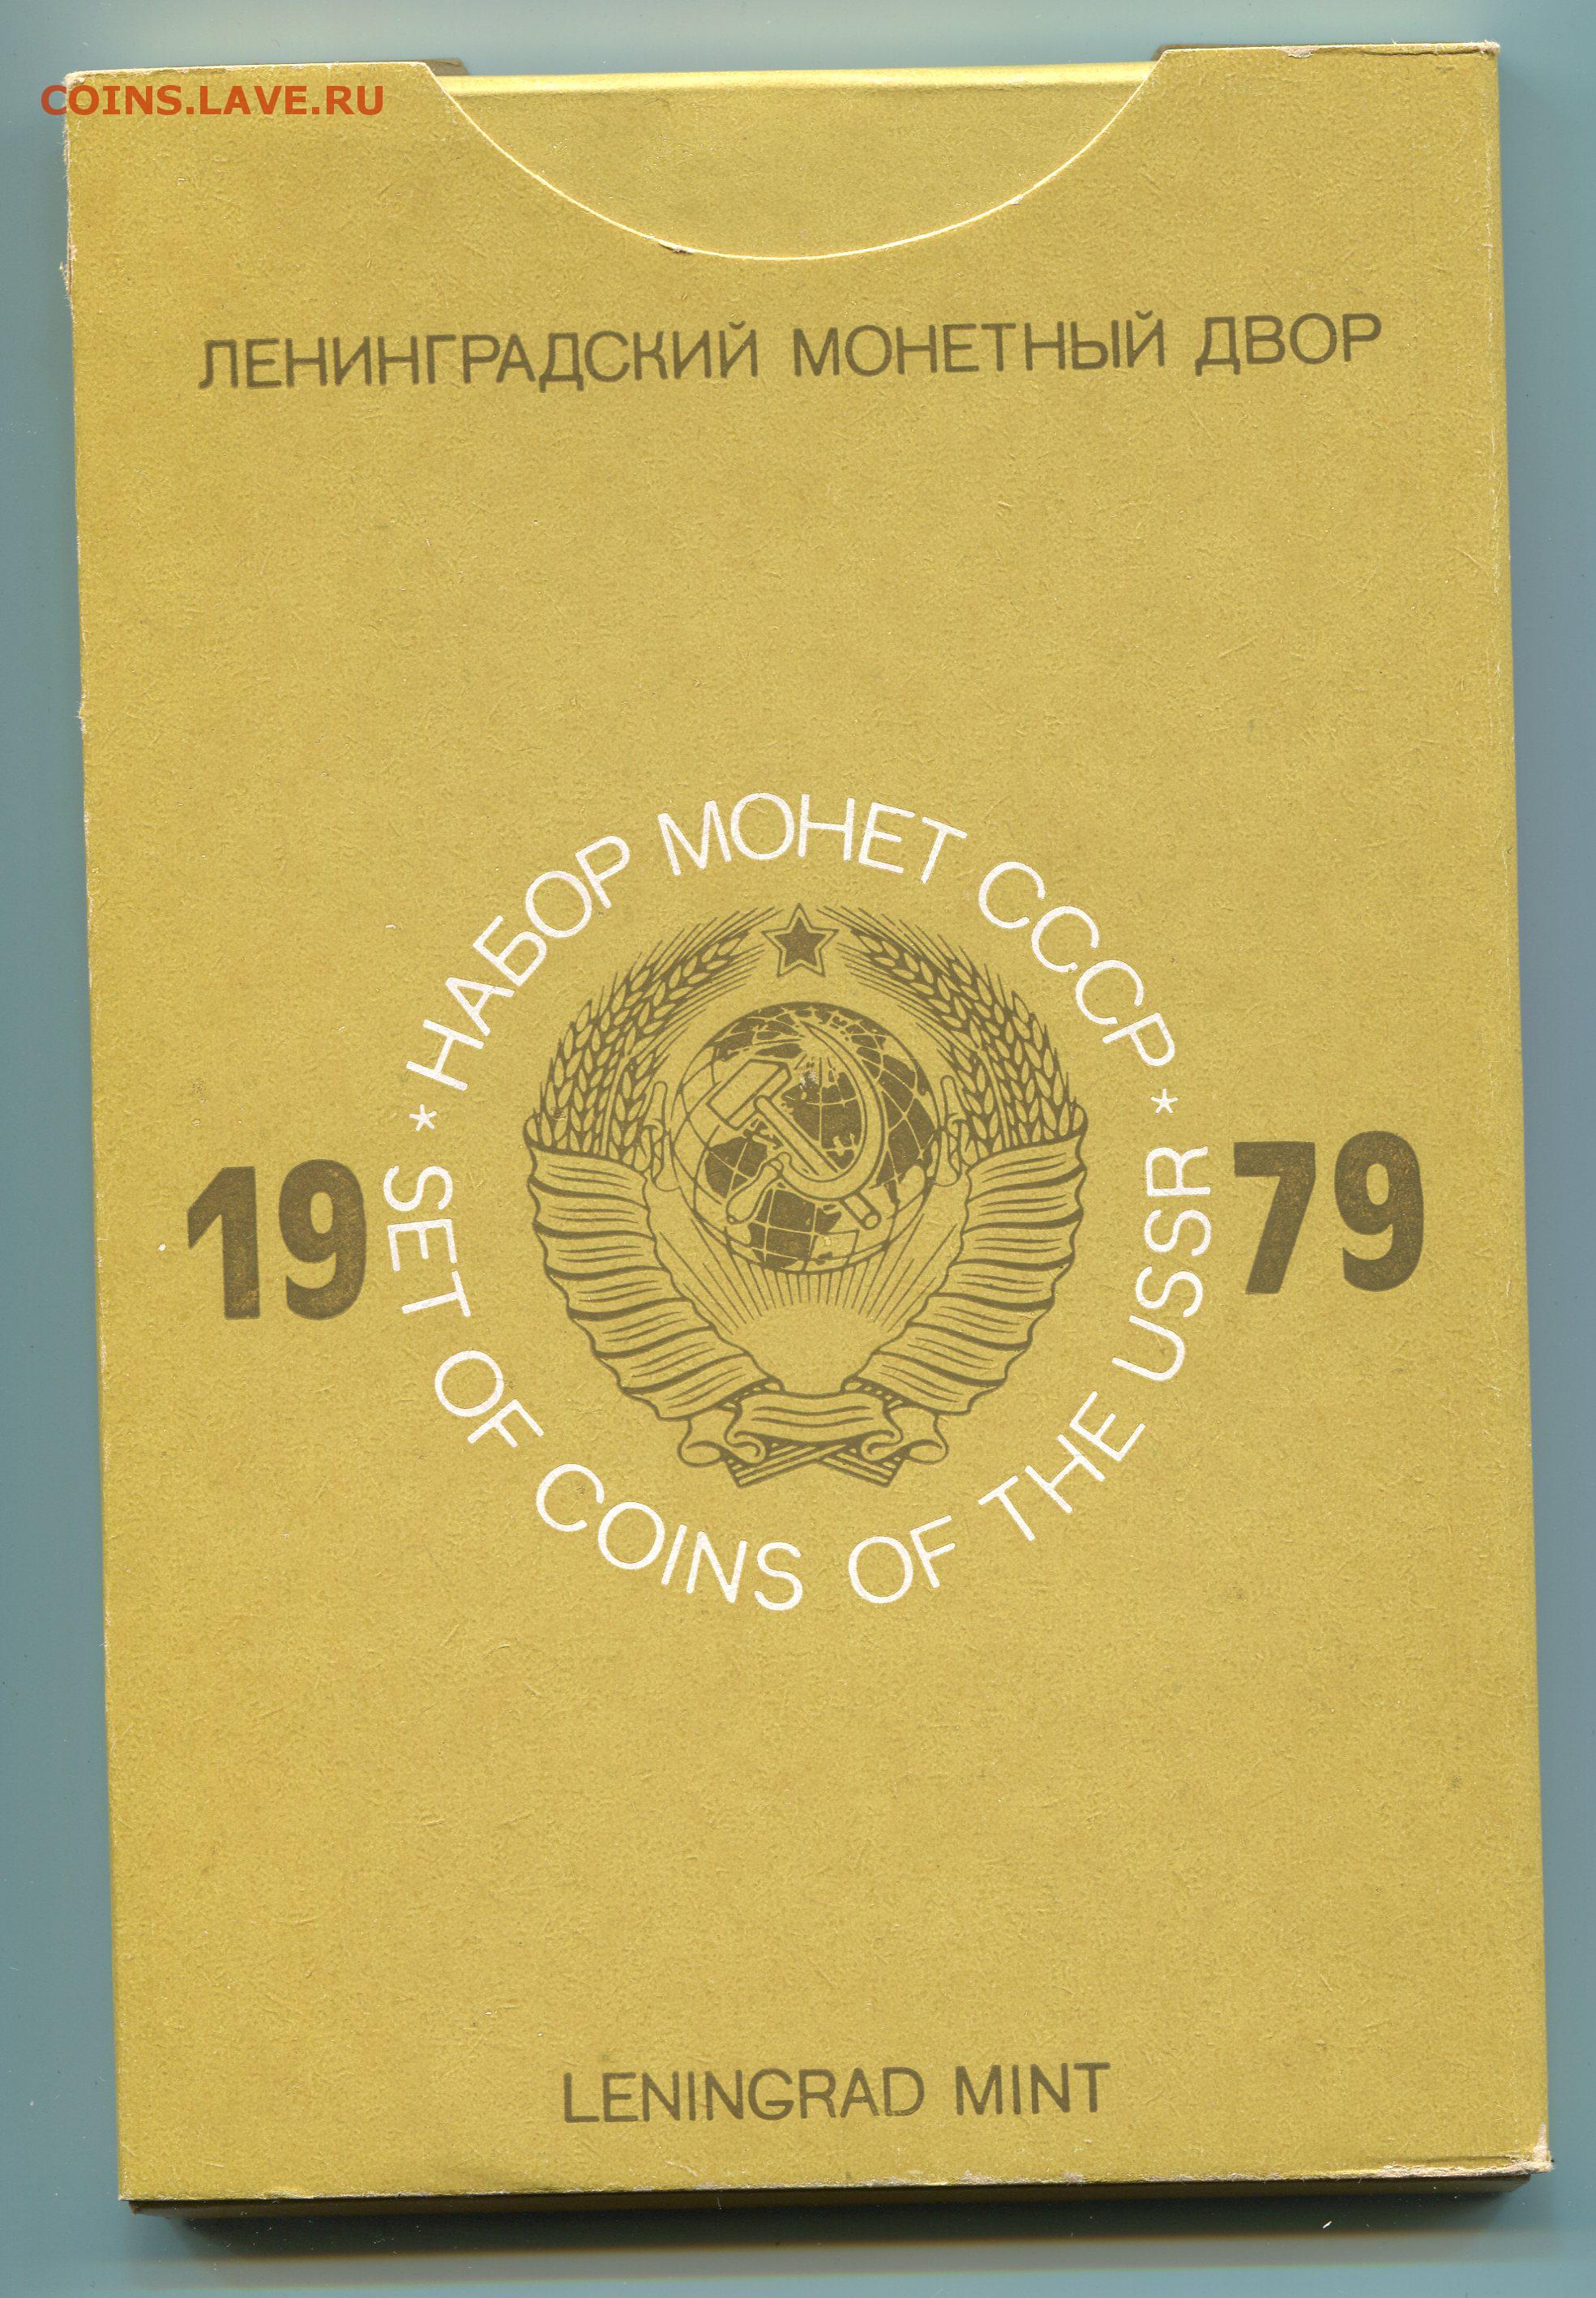 COINS.LAVE.RU
ЛЕНИНГРАДСКИЙ МОНЕТНЫЙ ДВОР
* НАБОР МОНЕТ СССР *
19 79
SET OF COINS OF THE USSR
LENINGRAD MINT